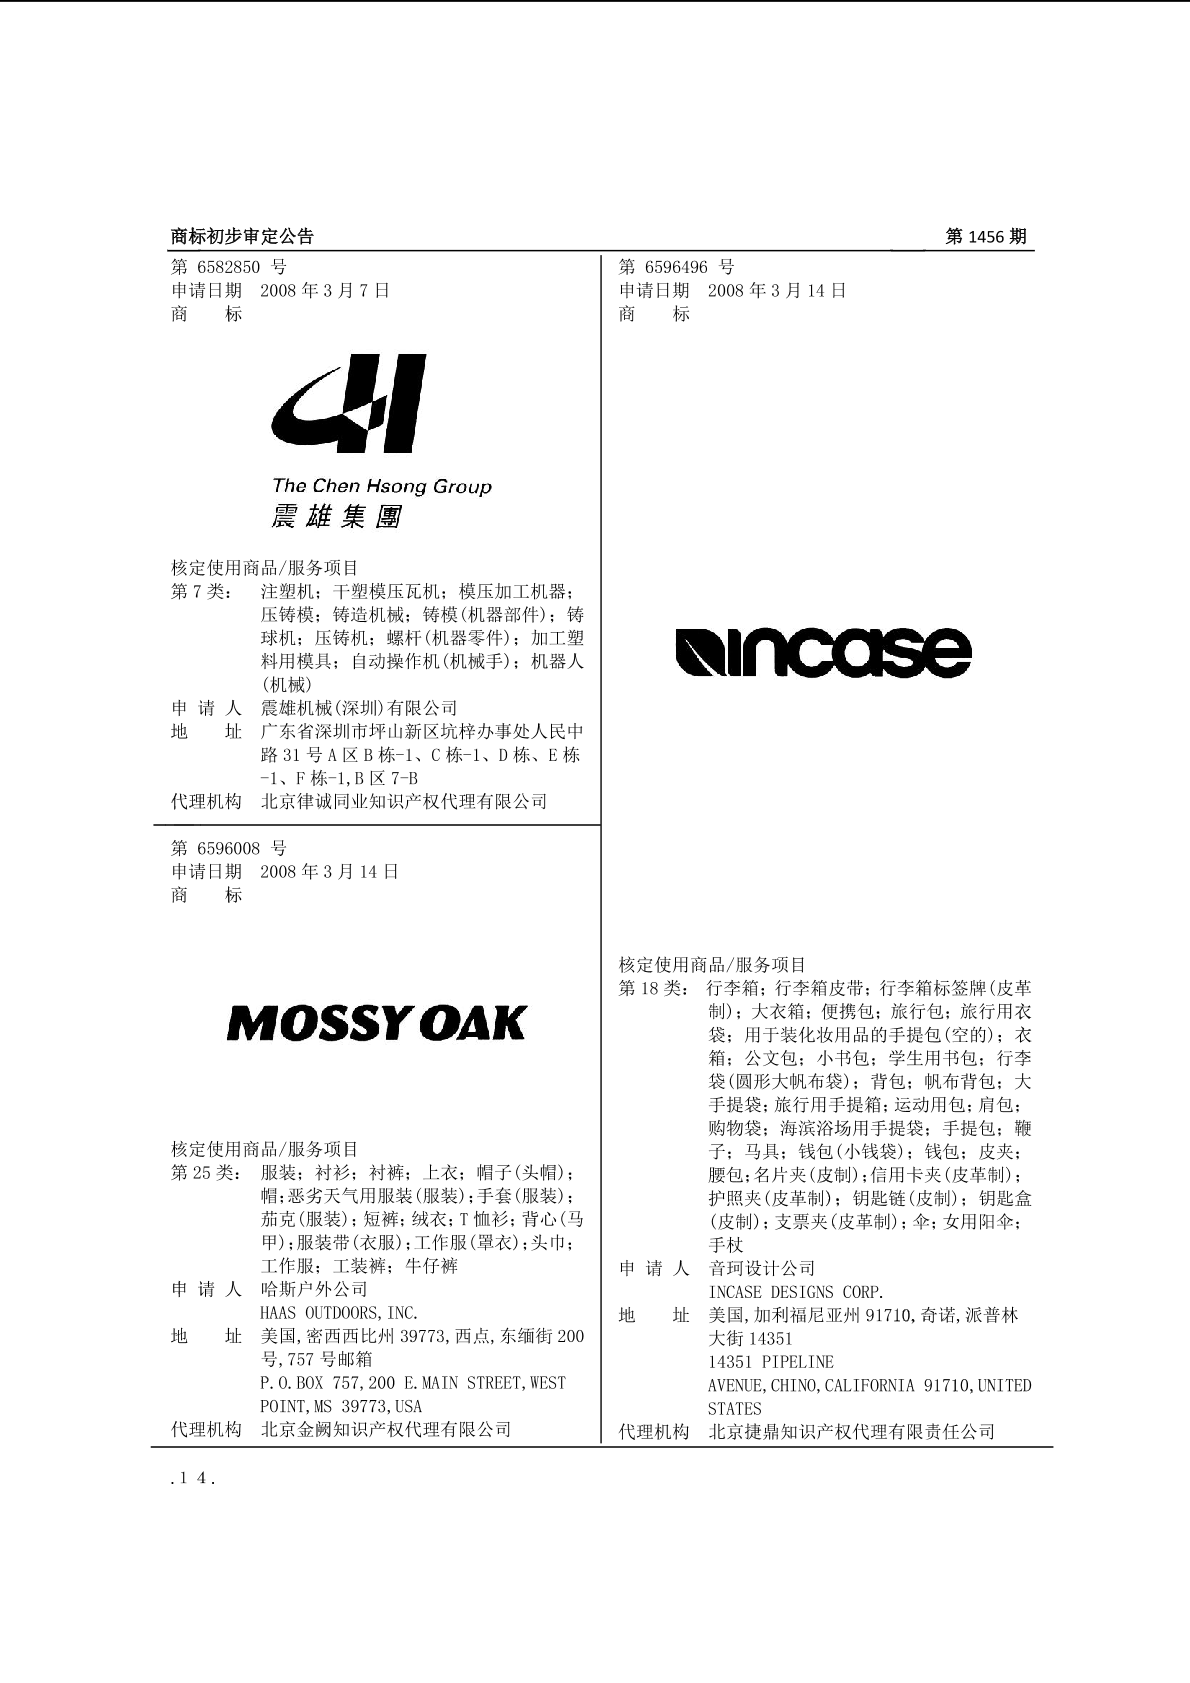 商标初步审定公告 第 1456 期
第 6582850 号
申请日期 2008 年 3 月 7 日
商 标
The Chen Hsong Group
震雄集團
核定使用商品/服务项目
第 7 类： 注塑机；干塑模压瓦机；模压加工机器；
压铸模；铸造机械；铸模(机器部件)；铸
球机；压铸机；螺杆(机器零件)；加工塑
料用模具；自动操作机(机械手)；机器人
(机械)
申 请 人 震雄机械(深圳)有限公司
地 址 广东省深圳市坪山新区坑梓办事处人民中
路 31 号 A 区 B 栋-1、C 栋-1、D 栋、E 栋
-1、F 栋-1,B 区 7-B
代理机构 北京律诚同业知识产权代理有限公司
第 6596008 号
申请日期 2008 年 3 月 14 日
商 标
MOSSY OAK
核定使用商品/服务项目
第 25 类： 服装；衬衫；衬裤；上衣；帽子(头帽)；
帽;恶劣天气用服装(服装);手套(服装)；
茄克(服装)；短裤;绒衣;T 恤衫;背心(马
甲);服装带(衣服);工作服(罩衣);头巾；
工作服；工装裤；牛仔裤
申 请 人 哈斯户外公司
HAAS OUTDOORS,INC.
地 址 美国,密西西比州 39773,西点,东缅街 200
号,757 号邮箱
P.O.BOX 757,200 E.MAIN STREET,WEST
POINT,MS 39773,USA
代理机构 北京金阙知识产权代理有限公司
第 6596496 号
申请日期 2008 年 3 月 14 日
商 标
incase
核定使用商品/服务项目
第 18 类： 行李箱；行李箱皮带；行李箱标签牌(皮革
制)；大衣箱；便携包；旅行包；旅行用衣
袋；用于装化妆用品的手提包(空的)；衣
箱；公文包；小书包；学生用书包；行李
袋(圆形大帆布袋)；背包；帆布背包；大
手提袋;旅行用手提箱;运动用包;肩包；
购物袋；海滨浴场用手提袋；手提包；鞭
子；马具；钱包(小钱袋)；钱包；皮夹；
腰包;名片夹(皮制);信用卡夹(皮革制)；
护照夹(皮革制)；钥匙链(皮制)；钥匙盒
(皮制);支票夹(皮革制);伞;女用阳伞；
手杖
申 请 人 音珂设计公司
INCASE DESIGNS CORP.
地 址 美国,加利福尼亚州 91710,奇诺,派普林
大街 14351
14351 PIPELINE
AVENUE,CHINO,CALIFORNIA 91710,UNITED
STATES
代理机构 北京捷鼎知识产权代理有限责任公司
.14.